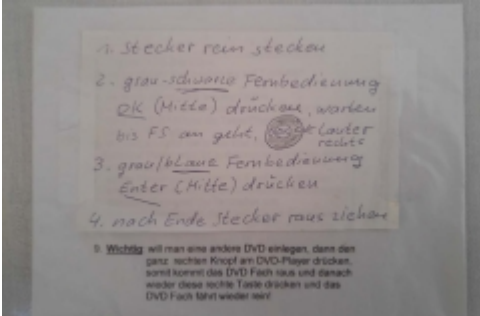 1. Stecker rein stecken
2. grau-schwarze Fernbedienung
OK (Mitte) drücken, warten
bis FS an geht, lauter
rechts
3. grau/blaue Fernbedienung
Enter (Mitte) drücken
4. nach Ende Stecker raus ziehen
9. Wichtig: will man eine andere DVD einlegen, dann den
ganz rechten Knopf am DVD-Player drücken,
somit kommt das DVD Fach raus und danach
wieder diese rechte Taste drücken und das
DVD Fach fährt wieder rein!